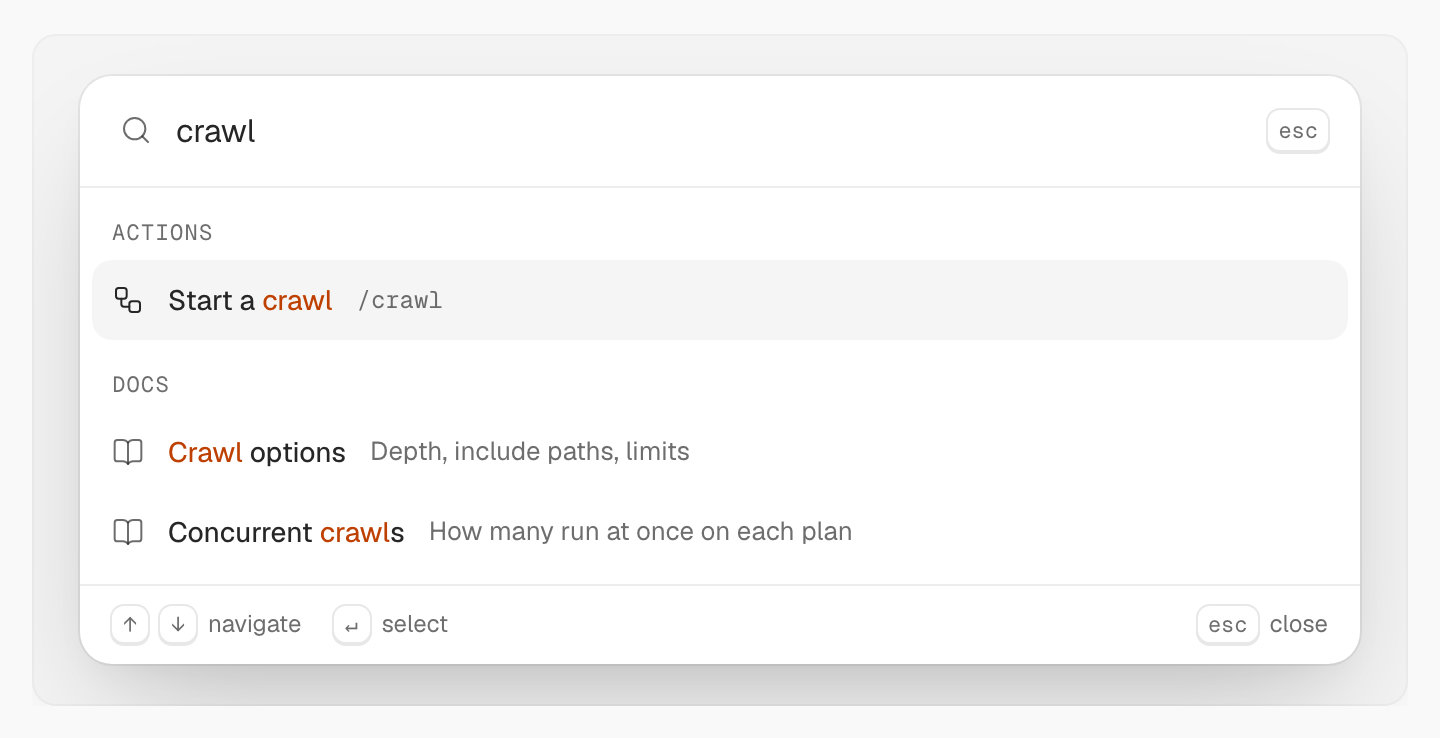 crawl esc
ACTIONS
Start a crawl /crawl
DOCS
Crawl options Depth, include paths, limits
Concurrent crawls How many run at once on each plan
↑ ↓ navigate ↵ select esc close